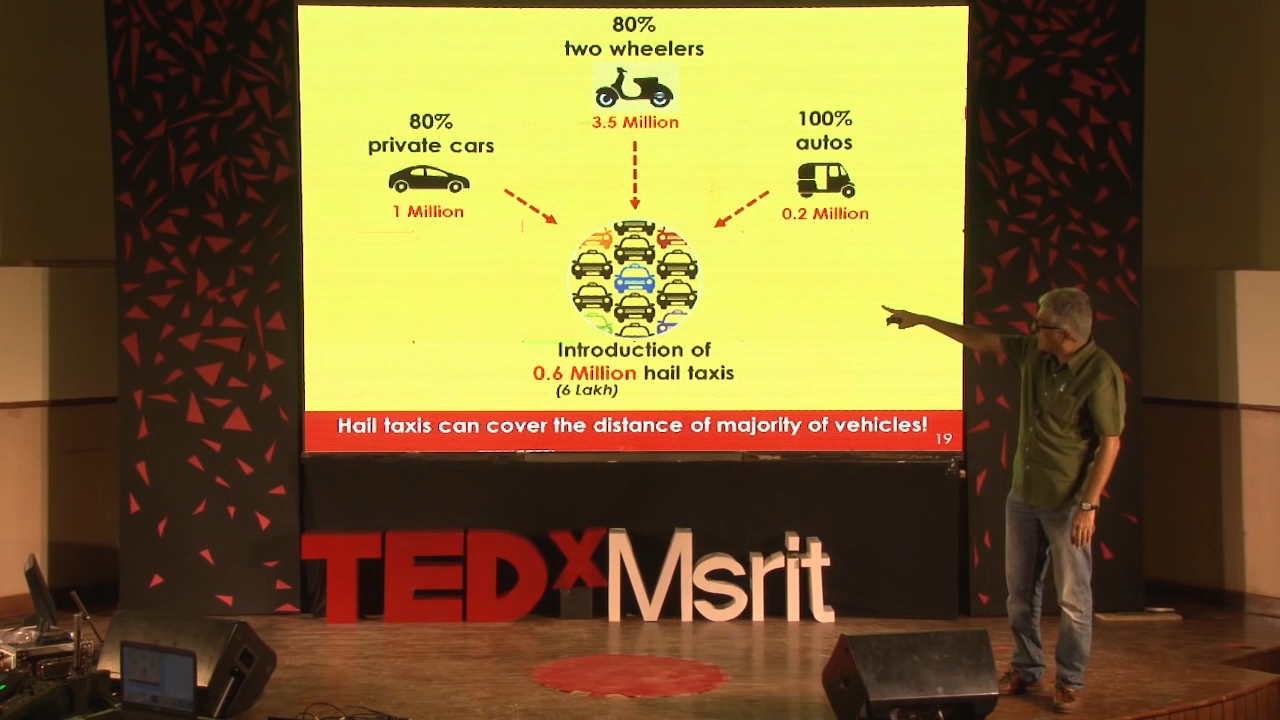 80%
two wheelers
3.5 Million
80%
private cars
1 Million
100%
autos
0.2 Million
Introduction of
0.6 Million hail taxis
(6 Lakh)
Hail taxis can cover the distance of majority of vehicles!
19
TEDxMsrit